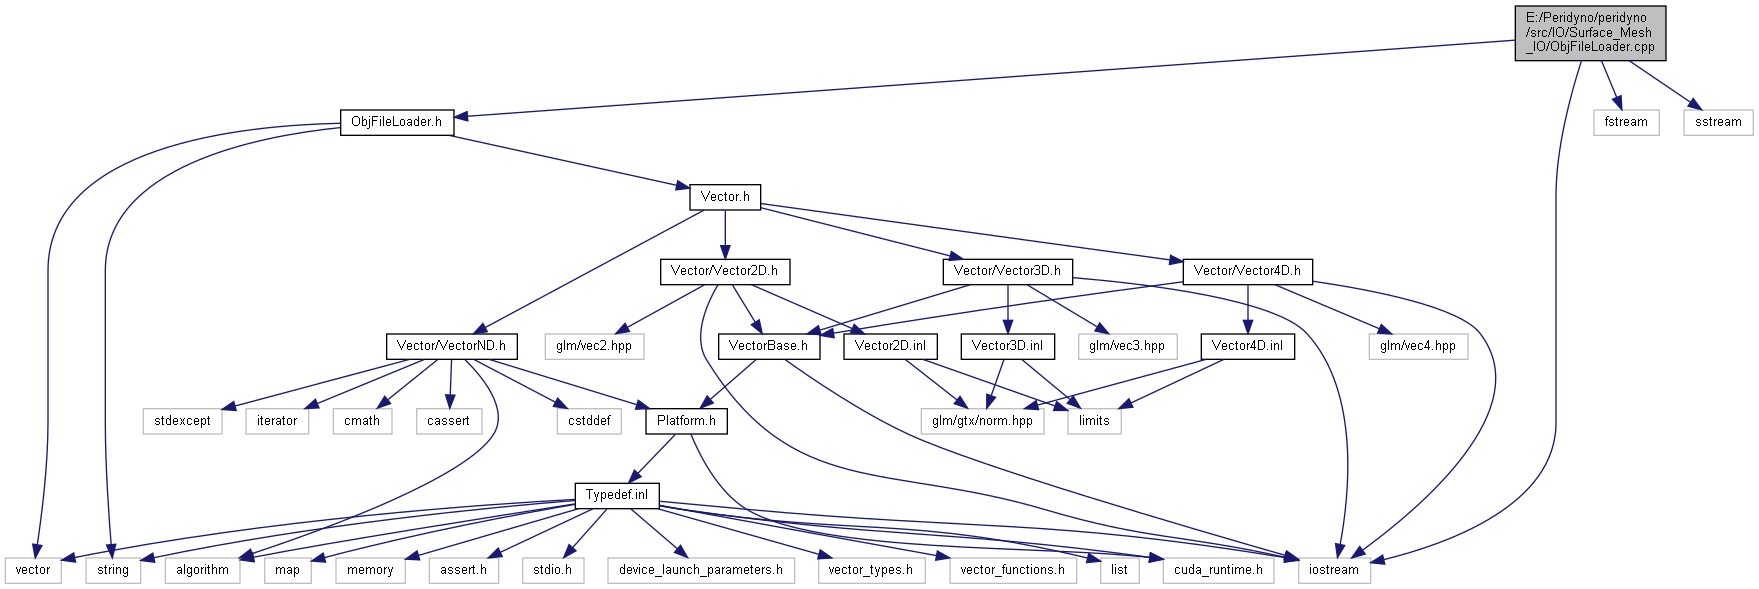 E:/Peridyno/peridyno
/src/IO/Surface_Mesh
_IO/ObjFileLoader.cpp
ObjFileLoader.h
fstream
sstream
Vector.h
Vector/Vector2D.h
Vector/Vector3D.h
Vector/Vector4D.h
Vector/VectorND.h
glm/vec2.hpp
VectorBase.h
Vector2D.inl
Vector3D.inl
glm/vec3.hpp
Vector4D.inl
glm/vec4.hpp
stdexcept
iterator
cmath
cassert
cstddef
Platform.h
glm/gtx/norm.hpp
limits
Typedef.inl
vector
string
algorithm
map
memory
assert.h
stdio.h
device_launch_parameters.h
vector_types.h
vector_functions.h
list
cuda_runtime.h
iostream